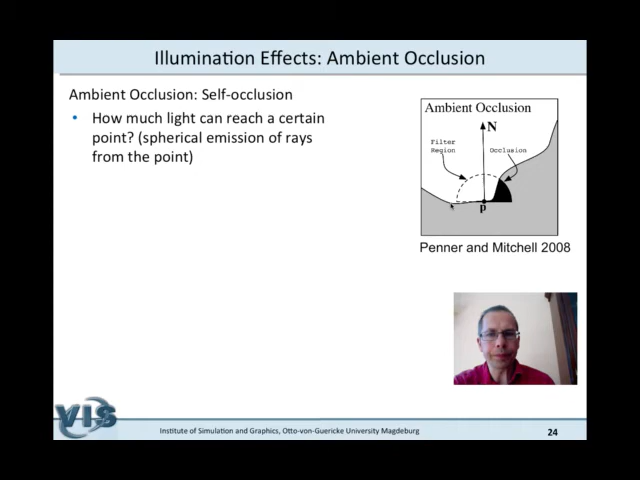 Illumination Effects: Ambient Occlusion
Ambient Occlusion: Self-occlusion
• How much light can reach a certain
point? (spherical emission of rays
from the point)
Ambient Occlusion
N
Filter
Region
Occlusion
p
Penner and Mitchell 2008
VIS
Institute of Simulation and Graphics, Otto-von-Guericke University Magdeburg
24